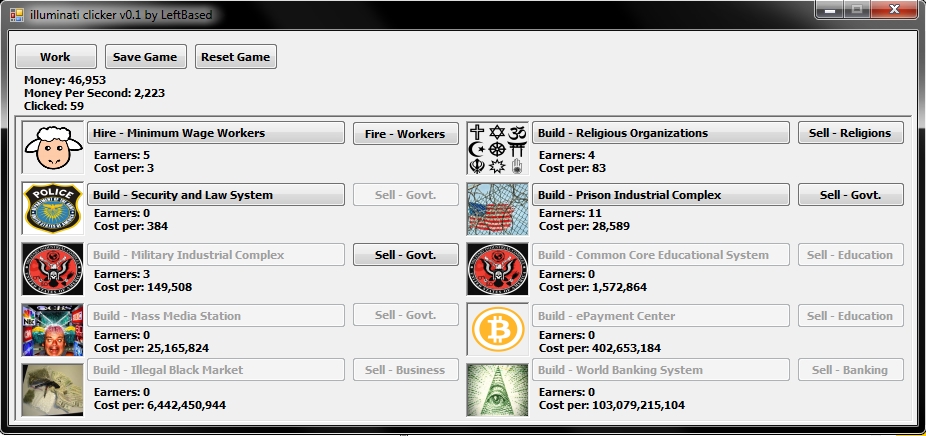 illuminati clicker v0.1 by LeftBased
Work Save Game Reset Game
Money: 46,953
Money Per Second: 2,223
Clicked: 59
Hire - Minimum Wage Workers Fire - Workers
Earners: 5
Cost per: 3
Build - Religious Organizations Sell - Religions
Earners: 4
Cost per: 83
POLICE
Build - Security and Law System Sell - Govt.
Earners: 0
Cost per: 384
Build - Prison Industrial Complex Sell - Govt.
Earners: 11
Cost per: 28,589
Build - Military Industrial Complex Sell - Govt.
Earners: 3
Cost per: 149,508
Build - Common Core Educational System Sell - Education
Earners: 0
Cost per: 1,572,864
Build - Mass Media Station Sell - Govt.
Earners: 0
Cost per: 25,165,824
Build - ePayment Center Sell - Education
Earners: 0
Cost per: 402,653,184
Build - Illegal Black Market Sell - Business
Earners: 0
Cost per: 6,442,450,944
Build - World Banking System Sell - Banking
Earners: 0
Cost per: 103,079,215,104